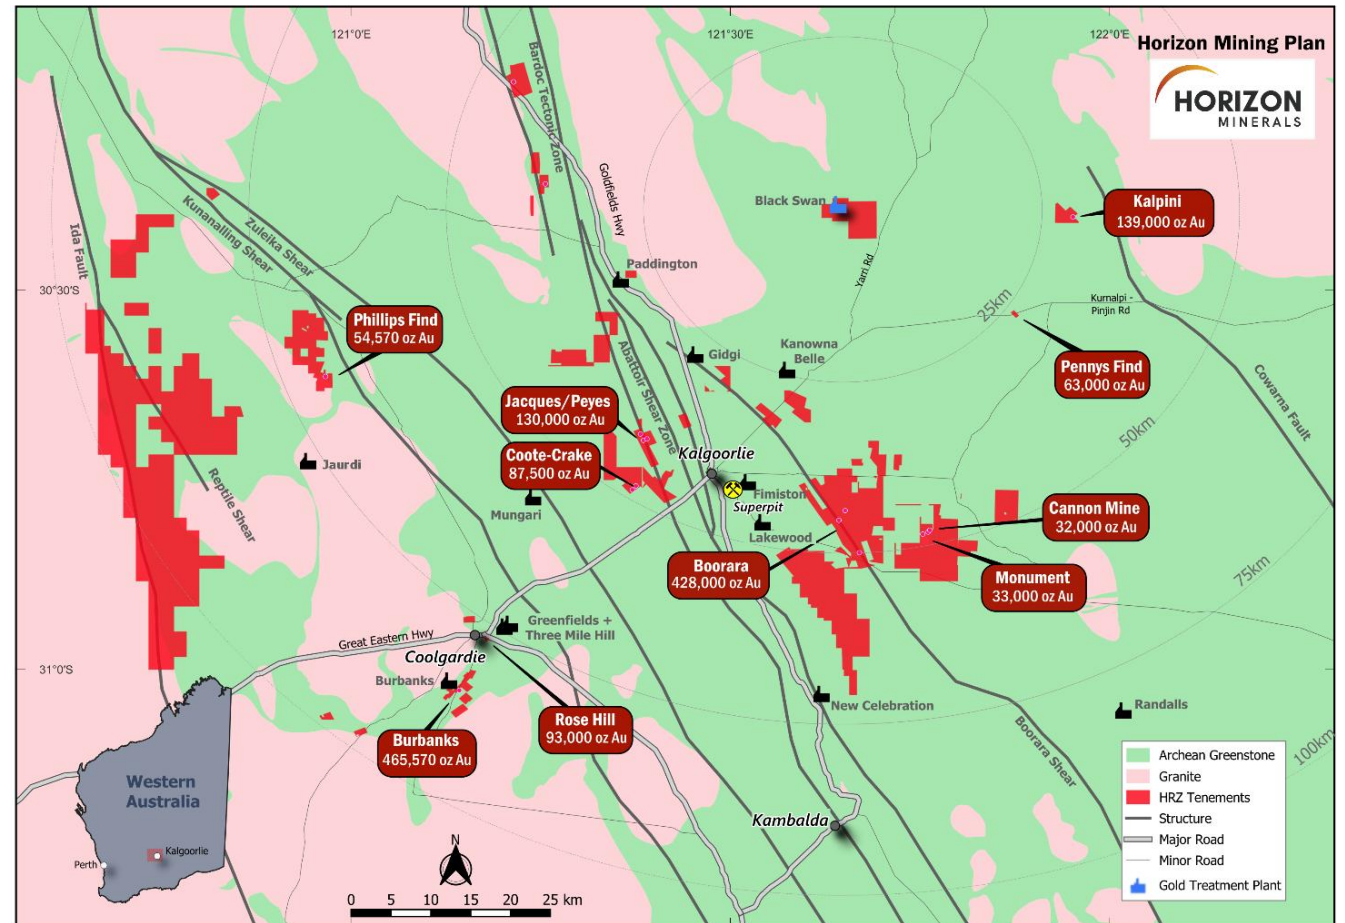 121°0'E
121°30'E
122°0'E
Horizon Mining Plan
HORIZON
MINERALS
Bardoc Tectonic Zone
Goldfields Hwy
Black Swan
Kalpini
139,000 oz Au
Kunanalling Shear
Zuleika Shear
Ida Fault
Yarri Rd
Paddington
30°30'S
25km
Kurnalpi -
Pinjin Rd
Phillips Find
54,570 oz Au
Abattoir Shear Zone
Gidgi
Kanowna
Belle
Pennys Find
63,000 oz Au
Cowarna Fault
Jacques/Peyes
130,000 oz Au
50km
Coote-Crake
87,500 oz Au
Kalgoorlie
Jaurdi
Reptile Shear
Fimiston
Superpit
Mungari
Lakewood
Cannon Mine
32,000 oz Au
Boorara
428,000 oz Au
Monument
33,000 oz Au
75km
Greenfields +
Three Mile Hill
Great Eastern Hwy
Coolgardie
31°0'S
Burbanks
New Celebration
Randalls
Rose Hill
93,000 oz Au
Burbanks
465,570 oz Au
Boorara Shear
100km
Western
Australia
Kambalda
Perth
Kalgoorlie
N
0 5 10 15 20 25 km
Archean Greenstone
Granite
HRZ Tenements
Structure
Major Road
Minor Road
Gold Treatment Plant